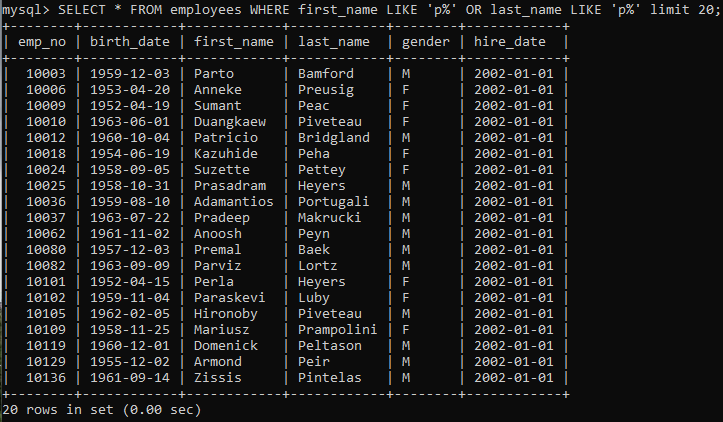 mysql> SELECT * FROM employees WHERE first_name LIKE 'p%' OR last_name LIKE 'p%' limit 20;
+--------+------------+------------+------------+--------+------------+
| emp_no | birth_date | first_name | last_name  | gender | hire_date  |
+--------+------------+------------+------------+--------+------------+
|  10003 | 1959-12-03 | Parto      | Bamford    | M      | 2002-01-01 |
|  10006 | 1953-04-20 | Anneke     | Preusig    | F      | 2002-01-01 |
|  10009 | 1952-04-19 | Sumant     | Peac       | F      | 2002-01-01 |
|  10010 | 1963-06-01 | Duangkaew  | Piveteau   | F      | 2002-01-01 |
|  10012 | 1960-10-04 | Patricio   | Bridgland  | M      | 2002-01-01 |
|  10018 | 1954-06-19 | Kazuhide   | Peha       | F      | 2002-01-01 |
|  10024 | 1958-09-05 | Suzette    | Pettey     | F      | 2002-01-01 |
|  10025 | 1958-10-31 | Prasadram  | Heyers     | M      | 2002-01-01 |
|  10036 | 1959-08-10 | Adamantios | Portugali  | M      | 2002-01-01 |
|  10037 | 1963-07-22 | Pradeep    | Makrucki   | M      | 2002-01-01 |
|  10062 | 1961-11-02 | Anoosh     | Peyn       | M      | 2002-01-01 |
|  10080 | 1957-12-03 | Premal     | Baek       | M      | 2002-01-01 |
|  10082 | 1963-09-09 | Parviz     | Lortz      | M      | 2002-01-01 |
|  10101 | 1952-04-15 | Perla      | Heyers     | F      | 2002-01-01 |
|  10102 | 1959-11-04 | Paraskevi  | Luby       | F      | 2002-01-01 |
|  10105 | 1962-02-05 | Hironoby   | Piveteau   | M      | 2002-01-01 |
|  10109 | 1958-11-25 | Mariusz    | Prampolini | F      | 2002-01-01 |
|  10119 | 1960-12-01 | Domenick   | Peltason   | M      | 2002-01-01 |
|  10129 | 1955-12-02 | Armond     | Peir       | M      | 2002-01-01 |
|  10136 | 1961-09-14 | Zissis     | Pintelas   | M      | 2002-01-01 |
+--------+------------+------------+------------+--------+------------+
20 rows in set (0.00 sec)